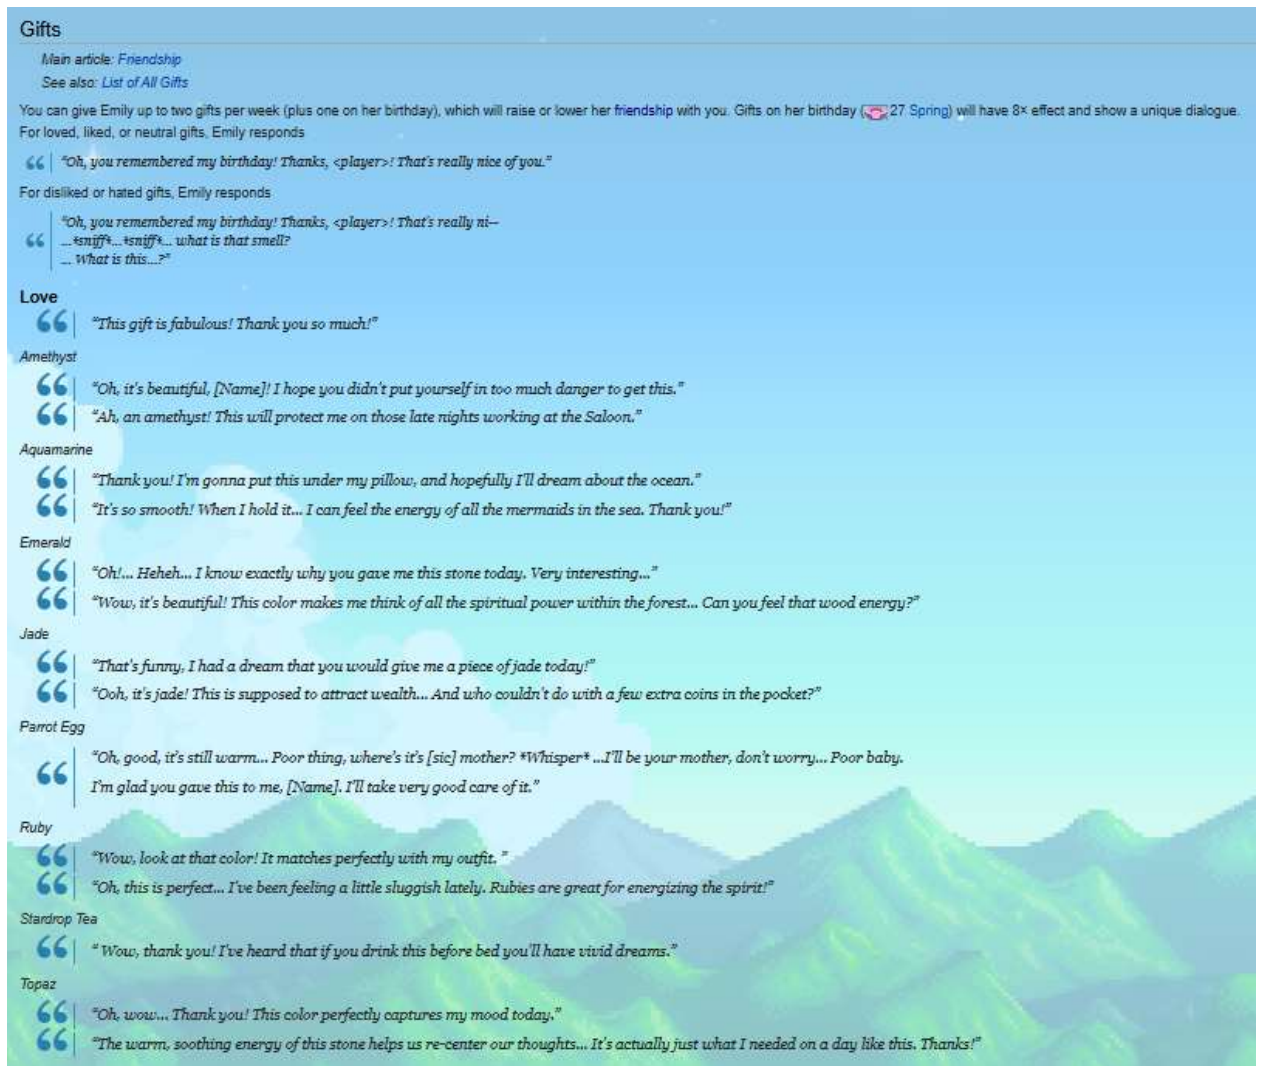 Gifts
Main article: Friendship
See also: List of All Gifts
You can give Emily up to two gifts per week (plus one on her birthday), which will raise or lower her friendship with you. Gifts on her birthday (27 Spring) will have 8× effect and show a unique dialogue.
For loved, liked, or neutral gifts, Emily responds
“Oh, you remembered my birthday! Thanks, <player>! That's really nice of you.”
For disliked or hated gifts, Emily responds
“Oh, you remembered my birthday! Thanks, <player>! That's really ni--
...*sniff*...*sniff*... what is that smell?
... What is this...?”
Love
“This gift is fabulous! Thank you so much!”
Amethyst
“Oh, it's beautiful, [Name]! I hope you didn't put yourself in too much danger to get this.”
“Ah, an amethyst! This will protect me on those late nights working at the Saloon.”
Aquamarine
“Thank you! I'm gonna put this under my pillow, and hopefully I'll dream about the ocean.”
“It's so smooth! When I hold it... I can feel the energy of all the mermaids in the sea. Thank you!”
Emerald
“Oh!... Heheh... I know exactly why you gave me this stone today. Very interesting...”
“Wow, it's beautiful! This color makes me think of all the spiritual power within the forest... Can you feel that wood energy?”
Jade
“That's funny, I had a dream that you would give me a piece of jade today!”
“Ooh, it's jade! This is supposed to attract wealth... And who couldn't do with a few extra coins in the pocket?”
Parrot Egg
“Oh, good, it's still warm... Poor thing, where's it's [sic] mother? *Whisper* ...I'll be your mother, don't worry... Poor baby.
I'm glad you gave this to me, [Name]. I'll take very good care of it.”
Ruby
“Wow, look at that color! It matches perfectly with my outfit. ”
“Oh, this is perfect... I've been feeling a little sluggish lately. Rubies are great for energizing the spirit!”
Stardrop Tea
“ Wow, thank you! I've heard that if you drink this before bed you'll have vivid dreams.”
Topaz
“Oh, wow... Thank you! This color perfectly captures my mood today.”
“The warm, soothing energy of this stone helps us re-center our thoughts... It's actually just what I needed on a day like this. Thanks!”